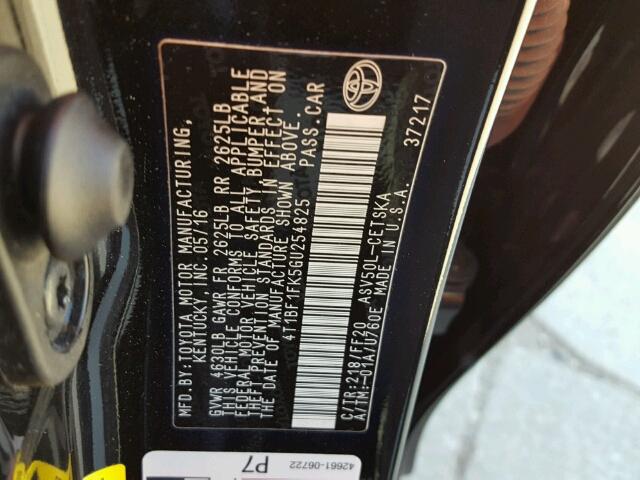 MFD. BY: TOYOTA MOTOR MANUFACTURING,
KENTUCKY, INC. 05/16
GVWR 4630LB GAWR FR 2625LB RR 2625LB
THIS VEHICLE CONFORMS TO ALL APPLICABLE
FEDERAL MOTOR VEHICLE SAFETY, BUMPER AND
THEFT PREVENTION STANDARDS IN EFFECT ON
THE DATE OF MANUFACTURE SHOWN ABOVE.
4T1BF1FK5GU254825 PASS. CAR
C/TR:218/FF20 ASV50L-CETSKA
A/TM:-01A/U760E MADE IN U.S.A.
37217
42661-06722
P7